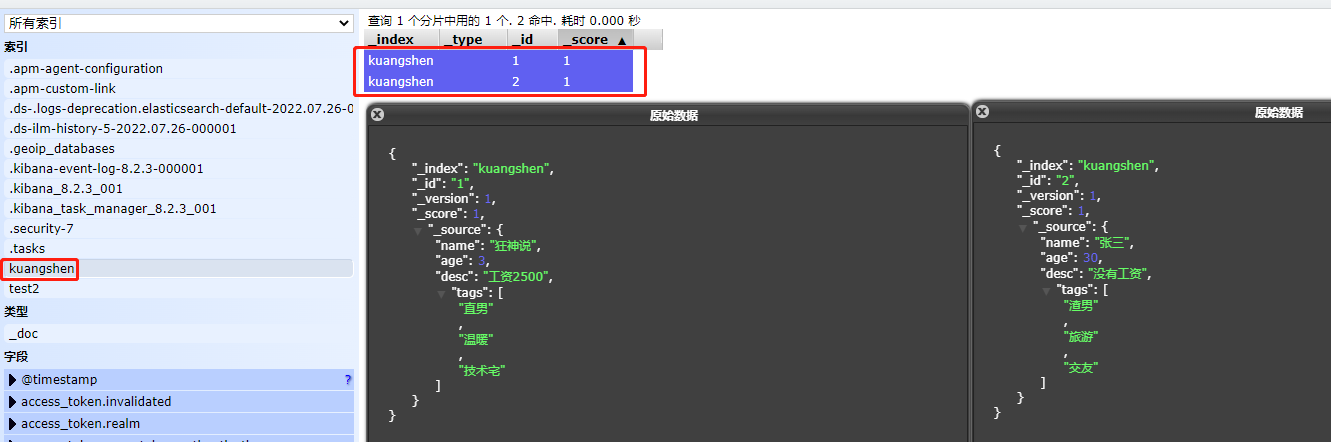 所有索引
索引
.apm-agent-configuration
.apm-custom-link
.ds-.logs-deprecation.elasticsearch-default-2022.07.26-0
.ds-ilm-history-5-2022.07.26-000001
.geoip_databases
.kibana-event-log-8.2.3-000001
.kibana_8.2.3_001
.kibana_task_manager_8.2.3_001
.security-7
.tasks
kuangshen
test2
类型
_doc
字段
@timestamp ?
access_token.invalidated
access_token.realm
查询 1 个分片中用的 1 个. 2 命中. 耗时 0.000 秒
_index _type _id _score ▲
kuangshen 1 1
kuangshen 2 1
原始数据
{
"_index": "kuangshen",
"_id": "1",
"_version": 1,
"_score": 1,
"_source": {
"name": "狂神说",
"age": 3,
"desc": "工资2500",
"tags": [
"直男"
,
"温暖"
,
"技术宅"
]
}
}
原始数据
{
"_index": "kuangshen",
"_id": "2",
"_version": 1,
"_score": 1,
"_source": {
"name": "张三",
"age": 30,
"desc": "没有工资",
"tags": [
"渣男"
,
"旅游"
,
"交友"
]
}
}